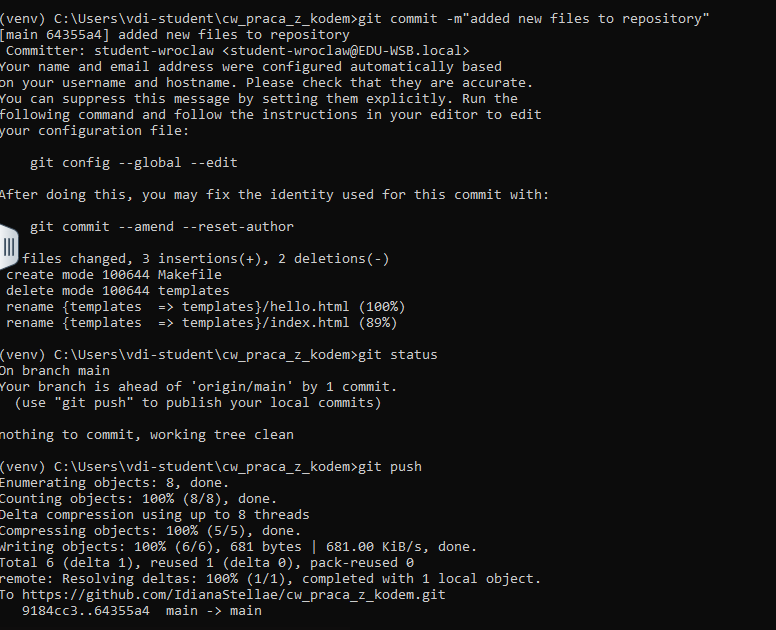 (venv) C:\Users\vdi-student\cw_praca_z_kodem>git commit -m"added new files to repository"
[main 64355a4] added new files to repository
Committer: student-wroclaw <student-wroclaw@EDU-WSB.local>
Your name and email address were configured automatically based
on your username and hostname. Please check that they are accurate.
You can suppress this message by setting them explicitly. Run the
following command and follow the instructions in your editor to edit
your configuration file:
git config --global --edit
After doing this, you may fix the identity used for this commit with:
git commit --amend --reset-author
files changed, 3 insertions(+), 2 deletions(-)
create mode 100644 Makefile
delete mode 100644 templates
rename {templates  => templates}/hello.html (100%)
rename {templates  => templates}/index.html (89%)
(venv) C:\Users\vdi-student\cw_praca_z_kodem>git status
On branch main
Your branch is ahead of 'origin/main' by 1 commit.
(use "git push" to publish your local commits)
nothing to commit, working tree clean
(venv) C:\Users\vdi-student\cw_praca_z_kodem>git push
Enumerating objects: 8, done.
Counting objects: 100% (8/8), done.
Delta compression using up to 8 threads
Compressing objects: 100% (5/5), done.
Writing objects: 100% (6/6), 681 bytes | 681.00 KiB/s, done.
Total 6 (delta 1), reused 1 (delta 0), pack-reused 0
remote: Resolving deltas: 100% (1/1), completed with 1 local object.
To https://github.com/IdianaStellae/cw_praca_z_kodem.git
9184cc3..64355a4  main -> main